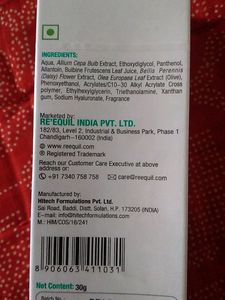 INGREDIENTS:
Aqua, Allium Cepa Bulb Extract, Ethoxydiglycol, Panthenol,
Allantoin, Bulbine Frutescens Leaf Juice, Bellis Perennis
(Daisy) Flower Extract, Olea Europaea Leaf Extract (Olive),
Phenoxyethanol, Acrylates/C10–30 Alkyl Acrylate Cross
polymer, Ethylhexylglycerin, Triethanolamine, Xanthan
gum, Sodium Hyaluronate, Fragrance
Marketed by:
RE'EQUIL INDIA PVT. LTD.
182/83, Level 2, Industrial & Business Park, Phase 1
Chandigarh-160002 (India)
www.reequil.com
® Registered Trademark
Reach our Customer Care Executive at above
address or:
+91 7340 758 758 care@reequil.com
Manufactured by:
Hitech Formulations Pvt. Ltd.
Sai Road, Baddi, Distt. Solan, H.P. 173205 (INDIA)
E-mail: info@hitechformulations.com
M.L: HIM/COS/16/241
8 906063 411031
Net Content: 30g
Batch No